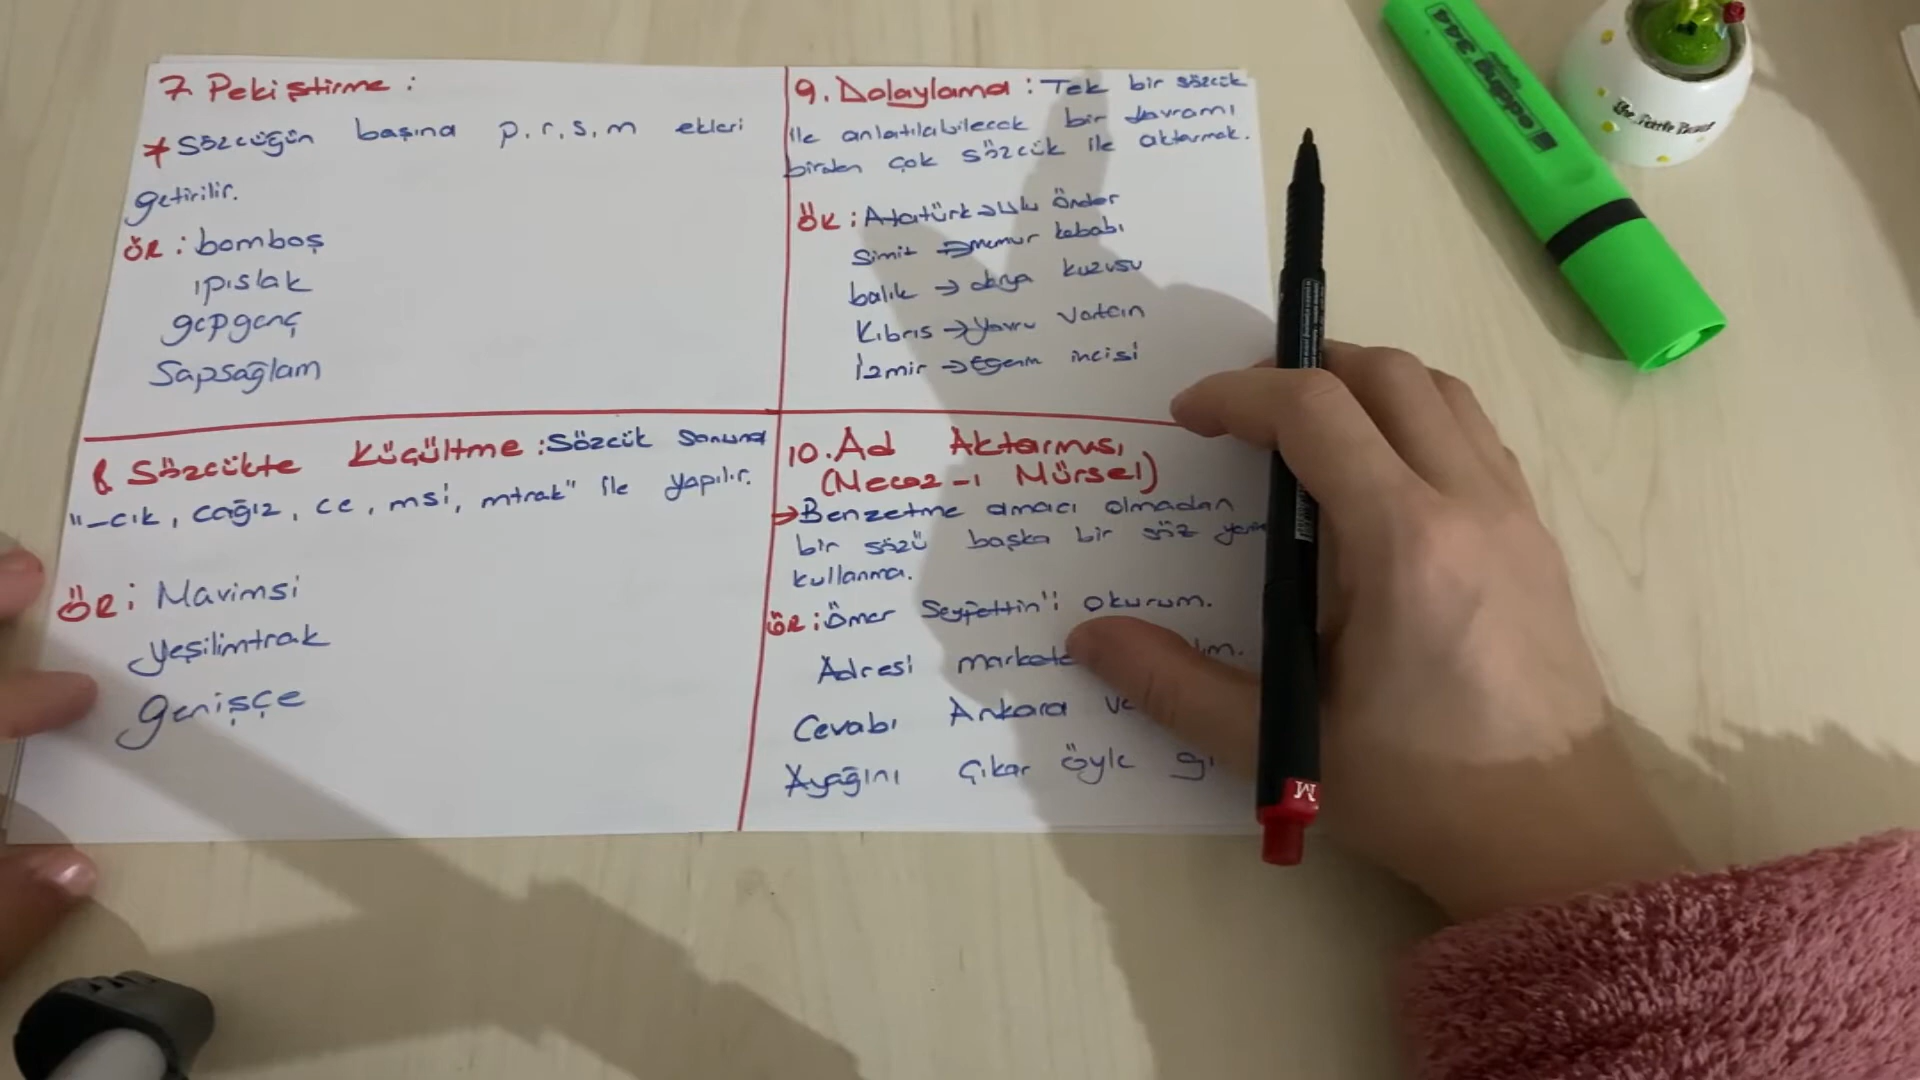 7. Pekiştirme :
* Sözcüğün başına p, r, s, m ekleri
getirilir.
ÖR : bomboş
ıpıslak
gepgenç
Sapsağlam
8. Sözcükte Küçültme : Sözcük sonuna
"-cık, cağız, ce, msi, mtrak" ile yapılır.
ÖR : Mavimsi
yeşilimtrak
genişçe
9. Dolaylama : Tek bir sözcük
ile anlatılabilecek bir kavramı
birden çok sözcük ile aktarmak.
ÖR : Atatürk → Ulu Önder
Simit → memur kebabı
balık → derya kuzusu
Kıbrıs → Yavru Vatan
İzmir → Egenin incisi
10. Ad Aktarması
(Mecaz-ı Mürsel)
→ Benzetme amacı olmadan
bir sözü başka bir söz
kullanma.
ÖR : Ömer Seyfettin'i okurum.
Adresi
Cevabı Ankara
Ayağını çıkar öyle
edding 344
M